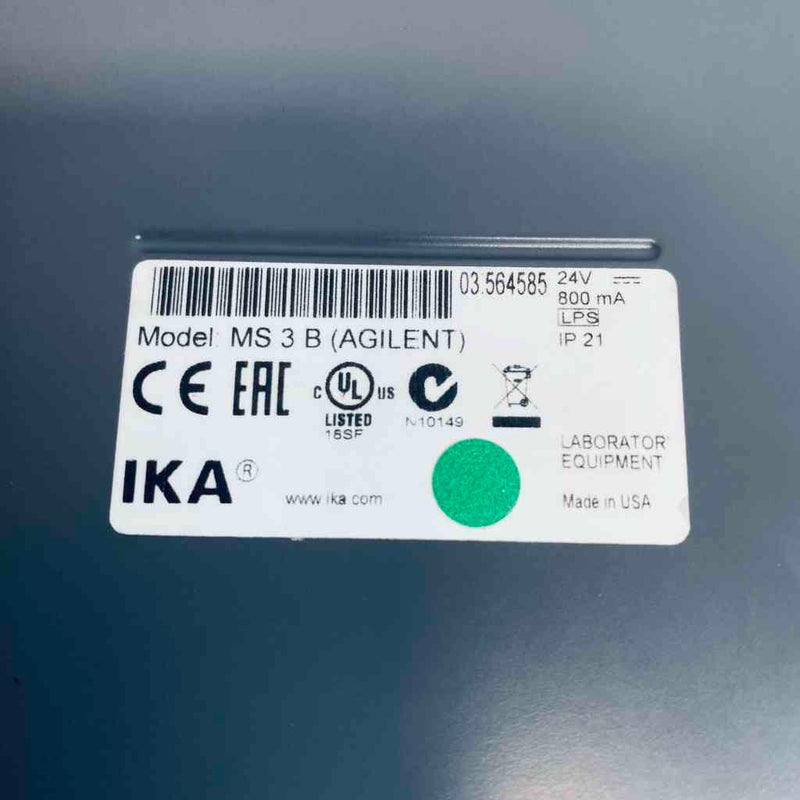 03.564585
24V
800 mA
LPS
IP 21
Model: MS 3 B (AGILENT)
CE EAC
C UL US
LISTED
18SF
N10149
LABORATOR
EQUIPMENT
IKA®
www.ika.com
Made in USA